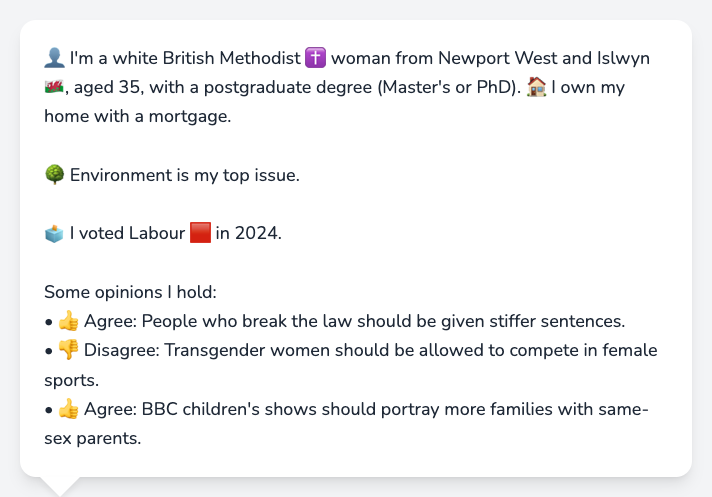 👤 I'm a white British Methodist ✝️ woman from Newport West and Islwyn
🏴󠁧󠁢󠁷󠁬󠁳󠁿, aged 35, with a postgraduate degree (Master's or PhD). 🏠 I own my
home with a mortgage.
🌳 Environment is my top issue.
🗳️ I voted Labour 🟥 in 2024.
Some opinions I hold:
• 👍 Agree: People who break the law should be given stiffer sentences.
• 👎 Disagree: Transgender women should be allowed to compete in female
sports.
• 👍 Agree: BBC children's shows should portray more families with same-
sex parents.